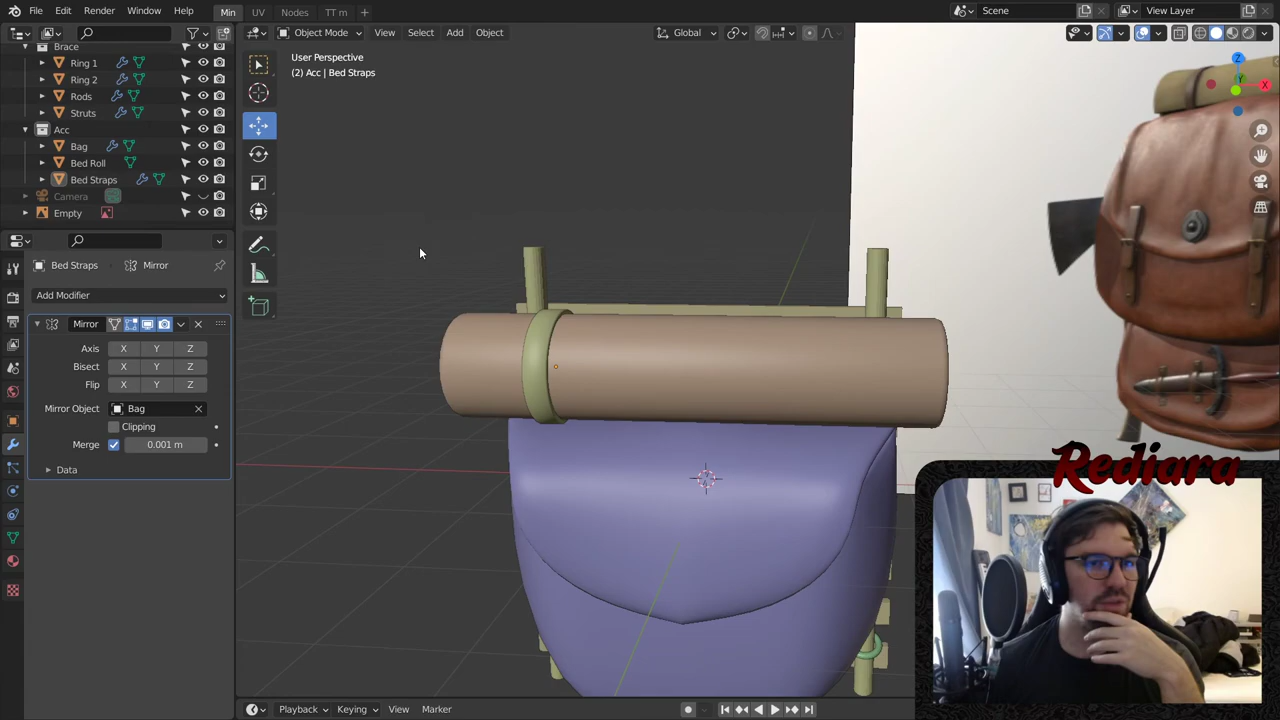 File Edit Render Window Help Min UV Nodes TT m Scene View Layer
Object Mode View Select Add Object Global
Brace
Ring 1
Ring 2
Rods
Struts
Acc
Bag
Bed Roll
Bed Straps
Camera
Empty
User Perspective
(2) Acc | Bed Straps
Z
Y
X
Bed Straps Mirror
Add Modifier
Mirror
Axis X Y Z
Bisect X Y Z
Flip X Y Z
Mirror Object Bag
Clipping
Merge 0.001 m
Data
Rediara
Playback Keying View Marker